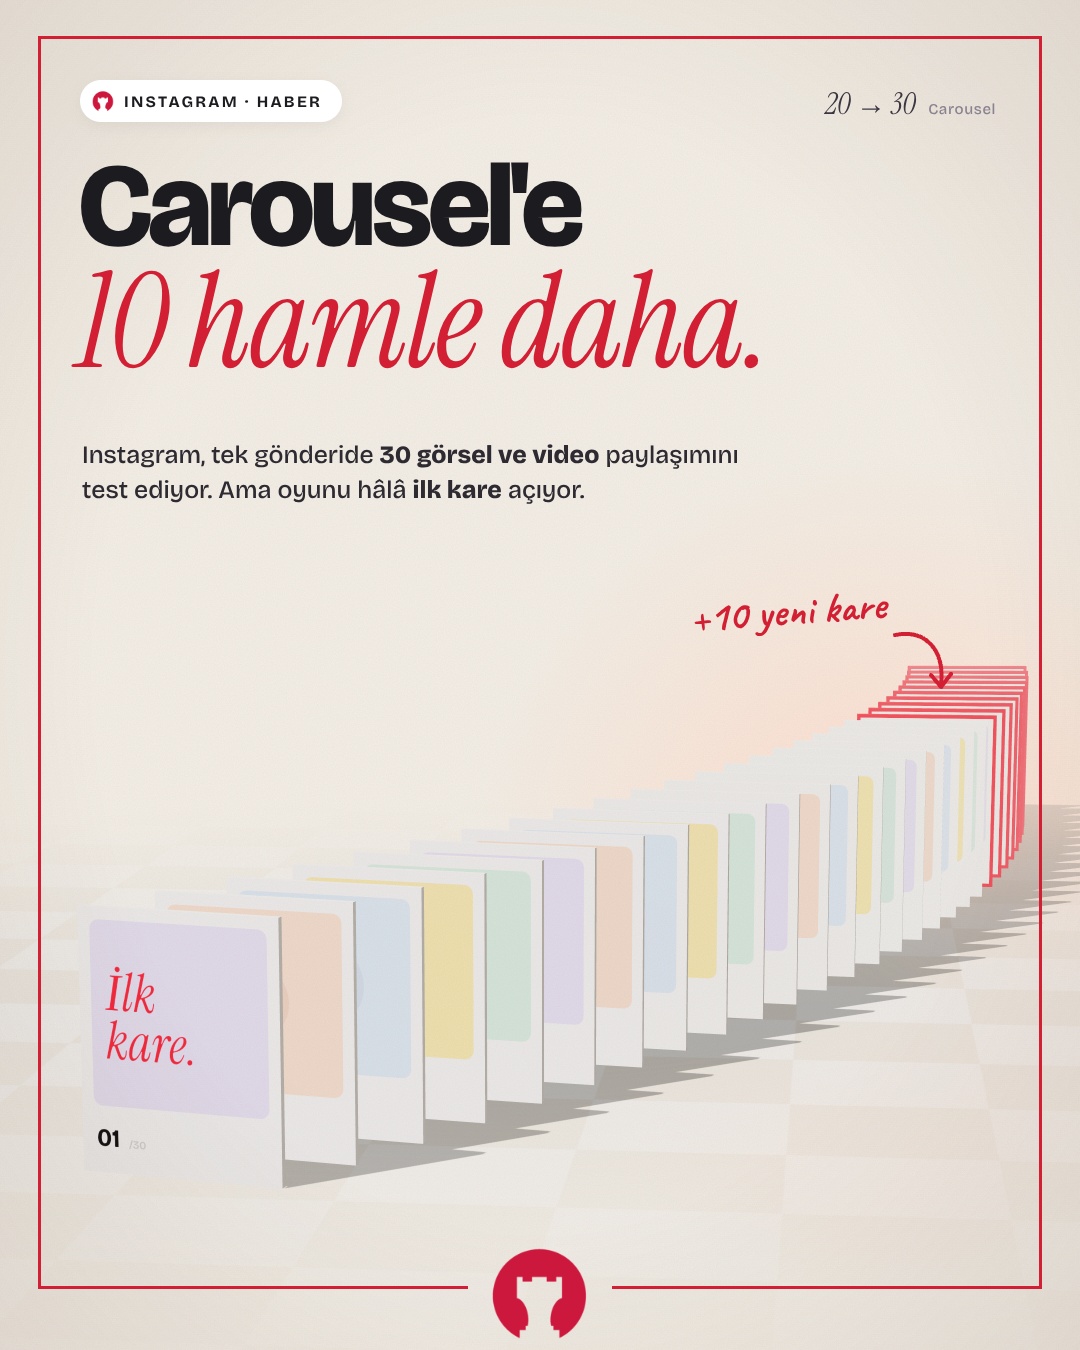 INSTAGRAM · HABER
20 → 30 Carousel
Carousel'e
10 hamle daha.
Instagram, tek gönderide 30 görsel ve video paylaşımını
test ediyor. Ama oyunu hâlâ ilk kare açıyor.
+10 yeni kare
İlk
kare.
01 /30